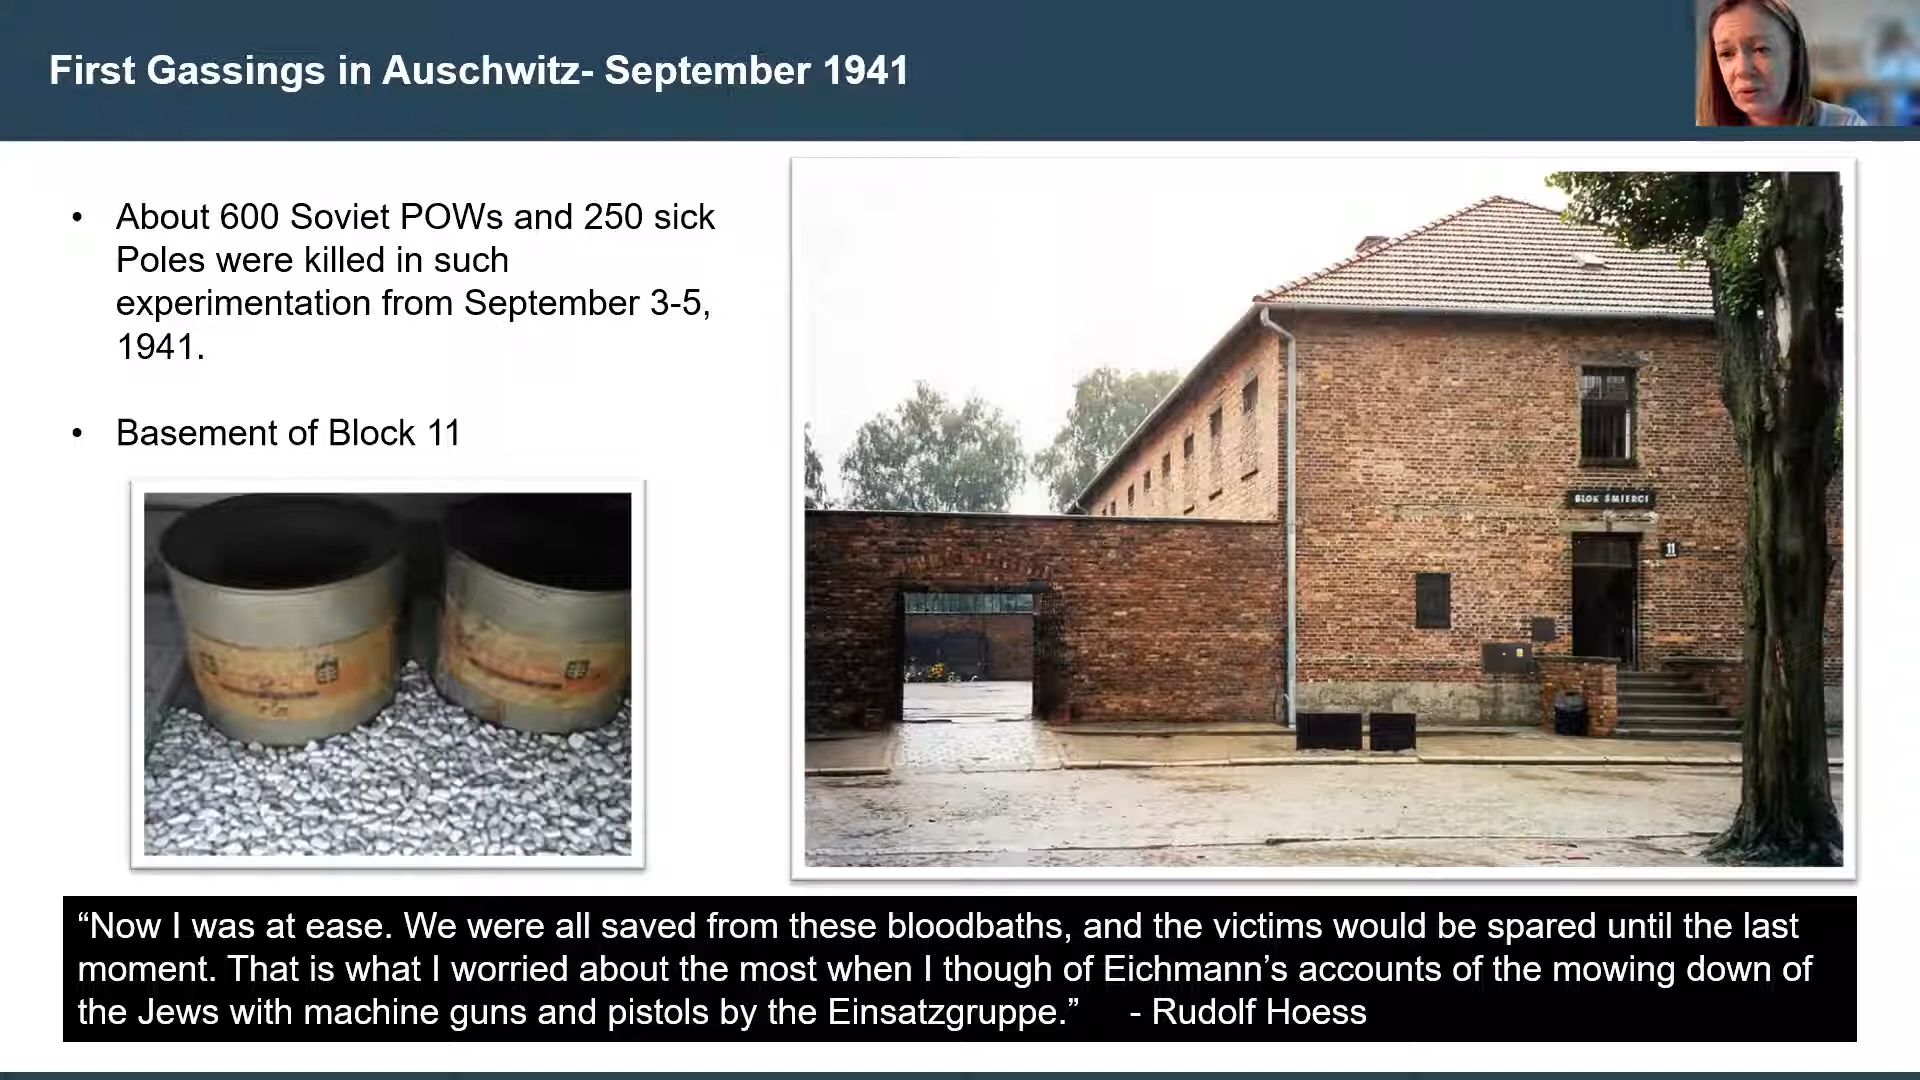 First Gassings in Auschwitz- September 1941
• About 600 Soviet POWs and 250 sick
Poles were killed in such
experimentation from September 3-5,
1941.
• Basement of Block 11
BLOK ŚMIERCI
11
“Now I was at ease. We were all saved from these bloodbaths, and the victims would be spared until the last
moment. That is what I worried about the most when I though of Eichmann’s accounts of the mowing down of
the Jews with machine guns and pistols by the Einsatzgruppe.” - Rudolf Hoess